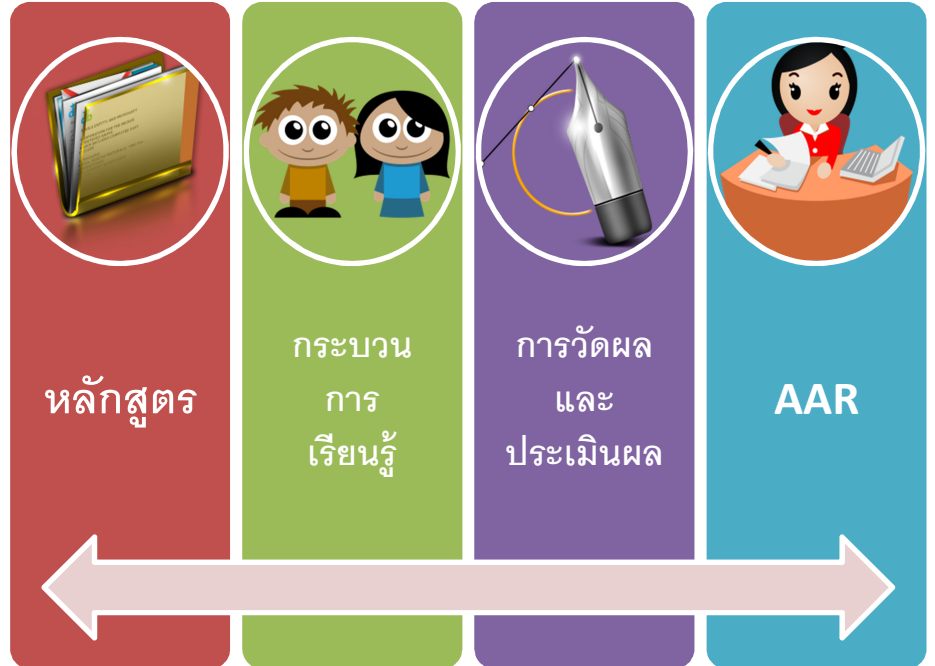 หลักสูตร
กระบวน
การ
เรียนรู้
การวัดผล
และ
ประเมินผล
AAR